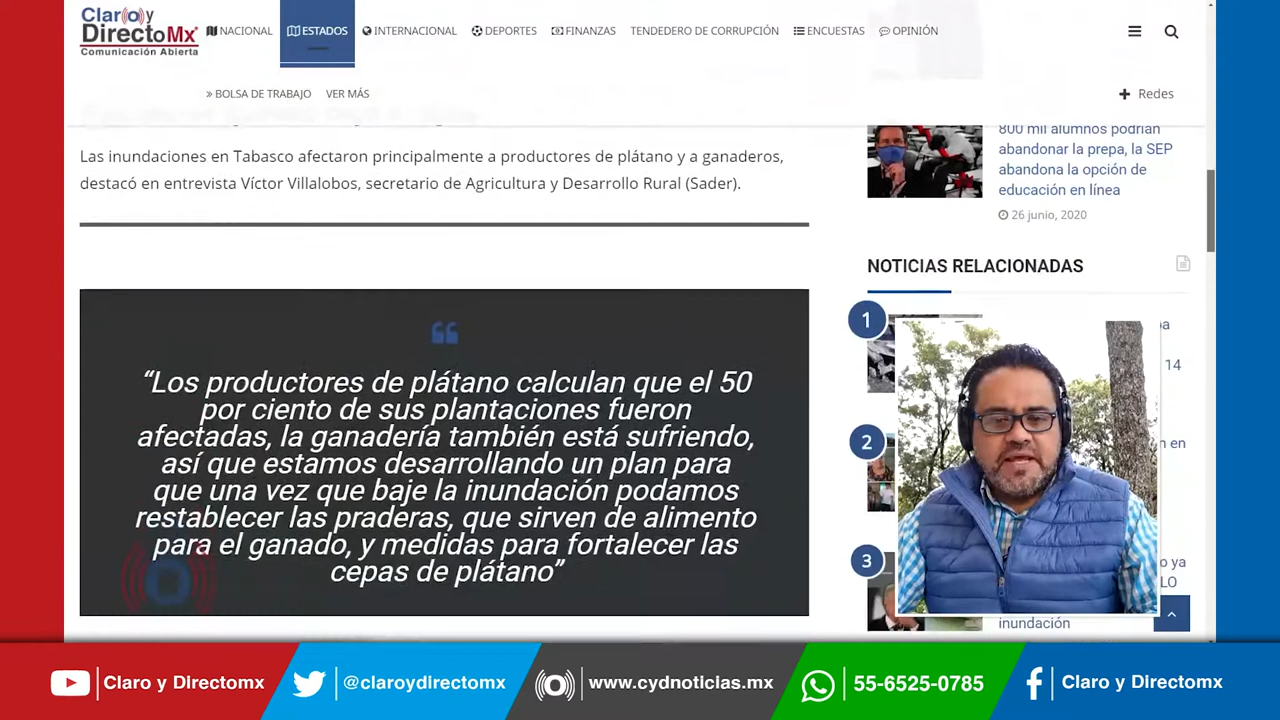 Claro y
DirectoMx
Comunicación Abierta
NACIONAL
ESTADOS
INTERNACIONAL
DEPORTES
FINANZAS
TENDEDERO DE CORRUPCIÓN
ENCUESTAS
OPINIÓN
» BOLSA DE TRABAJO
VER MÁS
+ Redes
Las inundaciones en Tabasco afectaron principalmente a productores de plátano y a ganaderos,
destacó en entrevista Víctor Villalobos, secretario de Agricultura y Desarrollo Rural (Sader).
“Los productores de plátano calculan que el 50
por ciento de sus plantaciones fueron
afectadas, la ganadería también está sufriendo,
así que estamos desarrollando un plan para
que una vez que baje la inundación podamos
restablecer las praderas, que sirven de alimento
para el ganado, y medidas para fortalecer las
cepas de plátano”
800 mil alumnos podrían
abandonar la prepa, la SEP
abandona la opción de
educación en línea
26 junio, 2020
NOTICIAS RELACIONADAS
1
14
2
en
3
ya
LO
inundación
Claro y Directomx
@claroydirectomx
www.cydnoticias.mx
55-6525-0785
Claro y Directomx